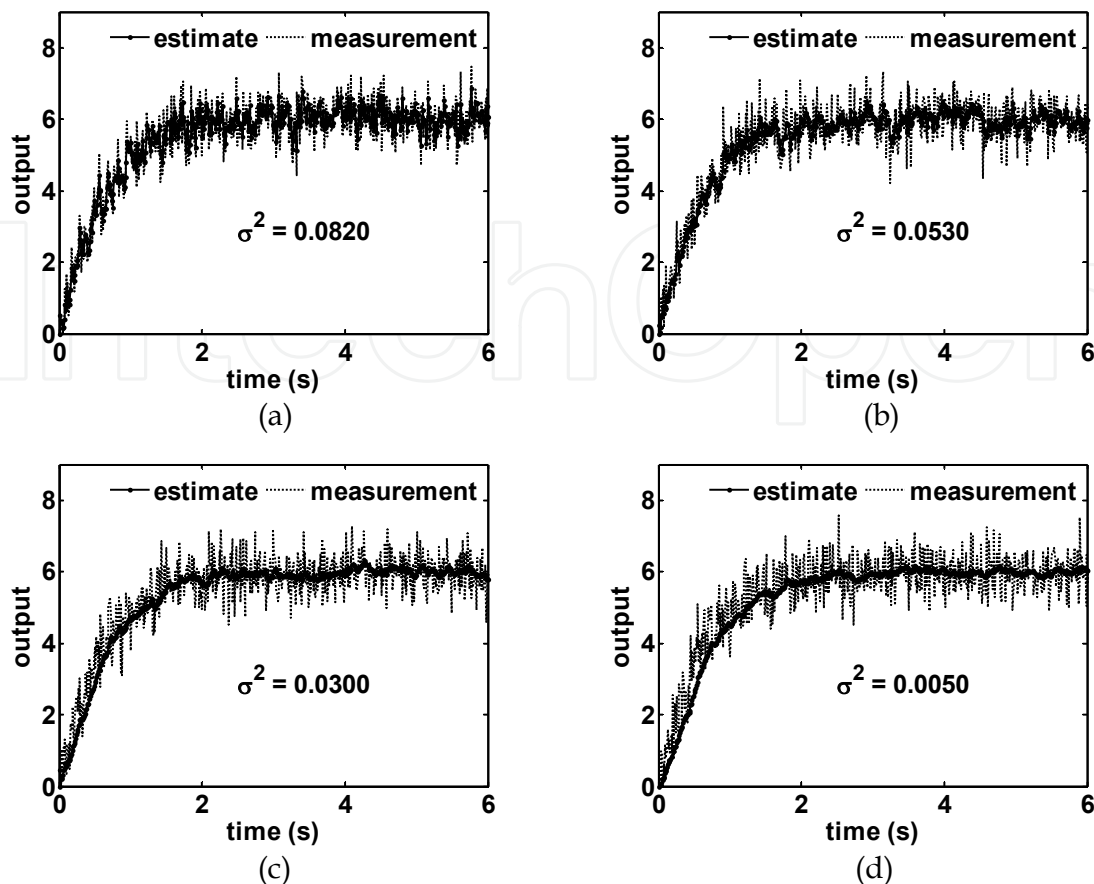 estimate measurement
8
6
4
2
0
output
σ² = 0.0820
0 2 4 6
time (s)
(a)
estimate measurement
8
6
4
2
0
output
σ² = 0.0530
0 2 4 6
time (s)
(b)
estimate measurement
8
6
4
2
0
output
σ² = 0.0300
0 2 4 6
time (s)
(c)
estimate measurement
8
6
4
2
0
output
σ² = 0.0050
0 2 4 6
time (s)
(d)